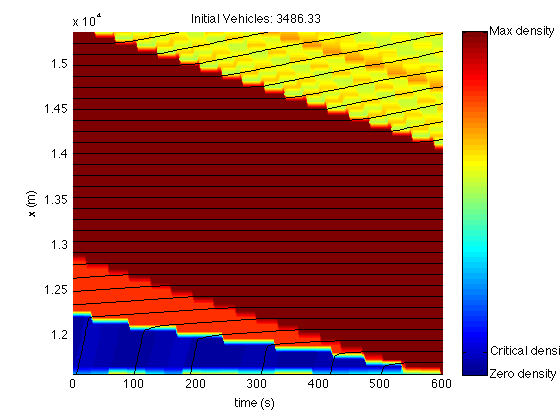 Initial Vehicles: 3486.33
x 10^4
1.5
1.45
1.4
1.35
1.3
1.25
1.2
x (m)
0
100
200
300
400
500
600
time (s)
Max density
Critical densi
Zero density